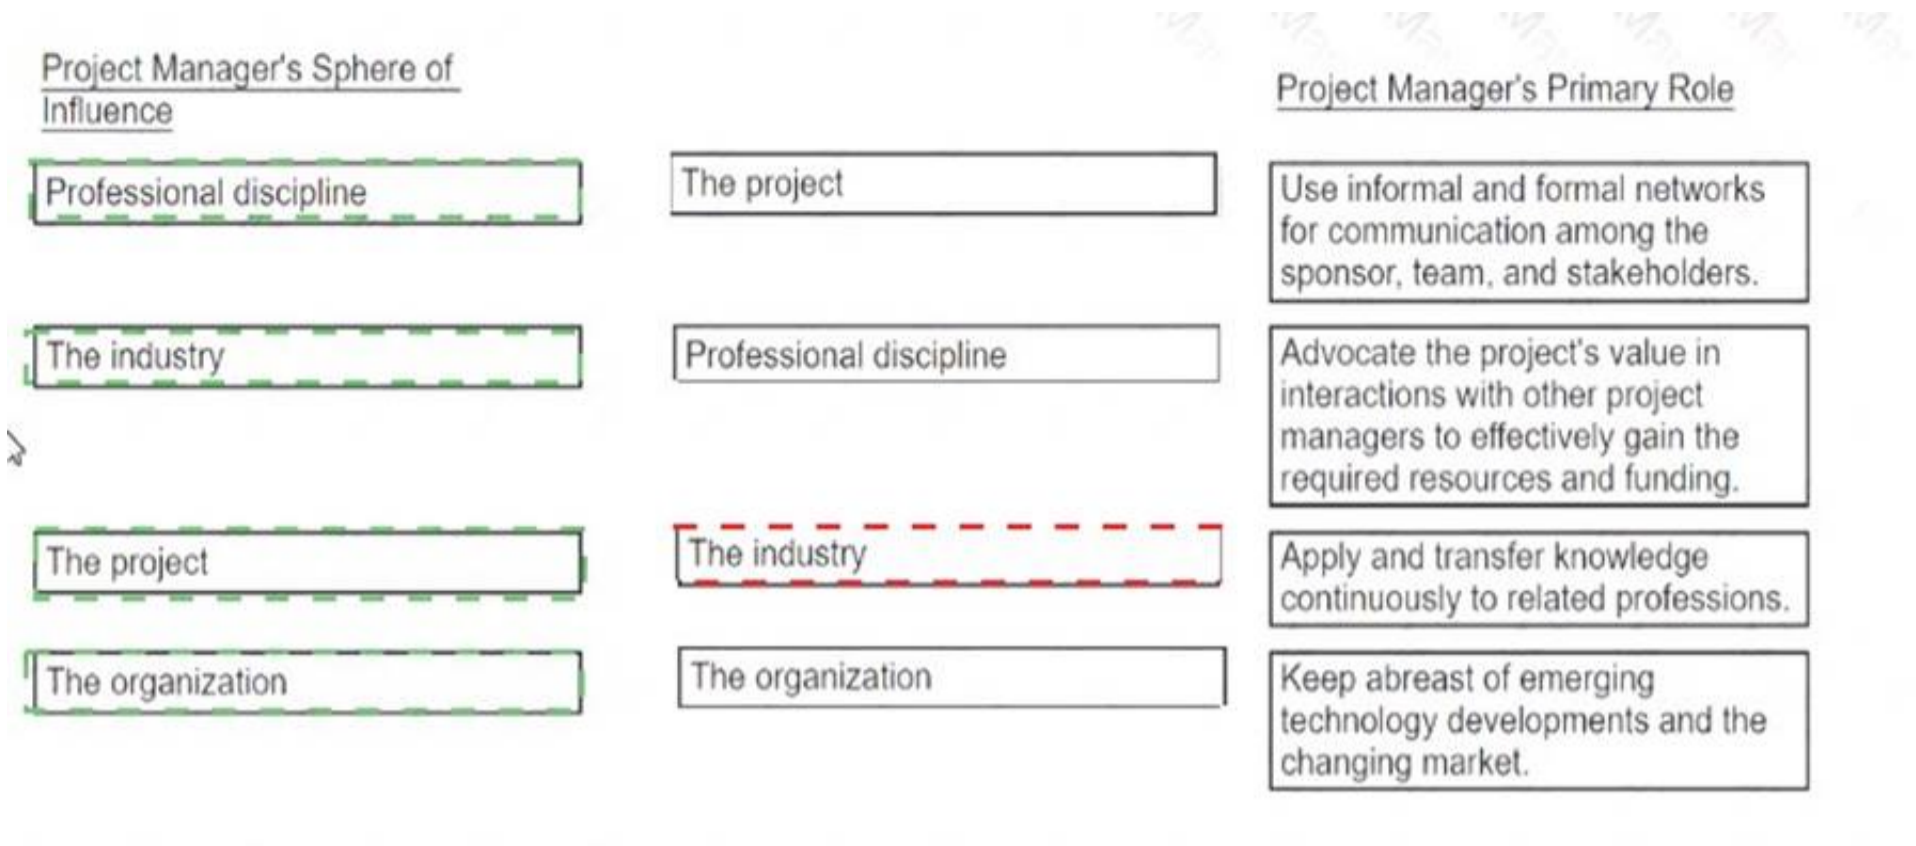 Project Manager's Sphere of
Influence
Professional discipline
The industry
The project
The organization
The project
Professional discipline
The industry
The organization
Project Manager's Primary Role
Use informal and formal networks
for communication among the
sponsor, team, and stakeholders.
Advocate the project's value in
interactions with other project
managers to effectively gain the
required resources and funding.
Apply and transfer knowledge
continuously to related professions.
Keep abreast of emerging
technology developments and the
changing market.